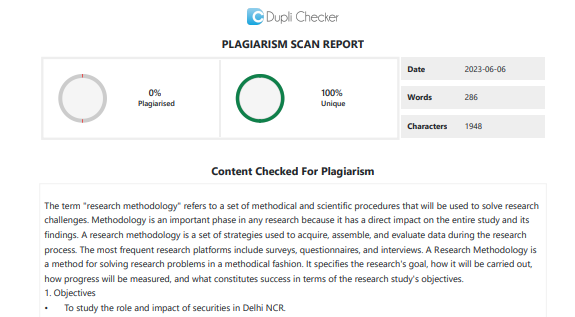 C Dupli Checker
PLAGIARISM SCAN REPORT
0%
Plagiarised
100%
Unique
Date 2023-06-06
Words 286
Characters 1948
Content Checked For Plagiarism
The term "research methodology" refers to a set of methodical and scientific procedures that will be used to solve research
challenges. Methodology is an important phase in any research because it has a direct impact on the entire study and its
findings. A research methodology is a set of strategies used to acquire, assemble, and evaluate data during the research
process. The most frequent research platforms include surveys, questionnaires, and interviews. A Research Methodology is
a method for solving research problems in a methodical fashion. It specifies the research's goal, how it will be carried out,
how progress will be measured, and what constitutes success in terms of the research study's objectives.
1. Objectives
• To study the role and impact of securities in Delhi NCR.